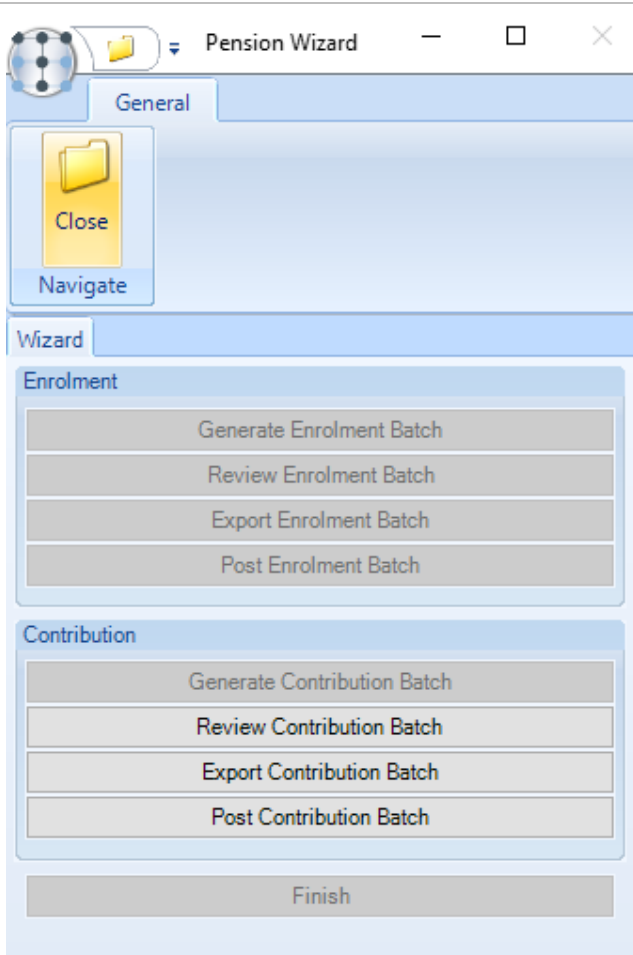 Pension Wizard
General
Close
Navigate
Wizard
Enrolment
Generate Enrolment Batch
Review Enrolment Batch
Export Enrolment Batch
Post Enrolment Batch
Contribution
Generate Contribution Batch
Review Contribution Batch
Export Contribution Batch
Post Contribution Batch
Finish